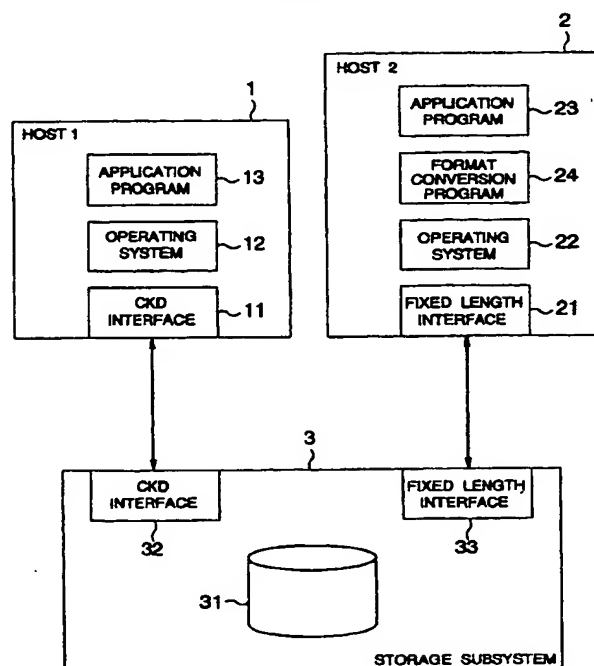 2
HOST 2
APPLICATION
PROGRAM
23
FORMAT
CONVERSION
PROGRAM
24
OPERATING
SYSTEM
22
FIXED LENGTH
INTERFACE
21
1
HOST 1
APPLICATION
PROGRAM
13
OPERATING
SYSTEM
12
CKD
INTERFACE
11
3
CKD
INTERFACE
32
FIXED LENGTH
INTERFACE
33
31
STORAGE SUBSYSTEM